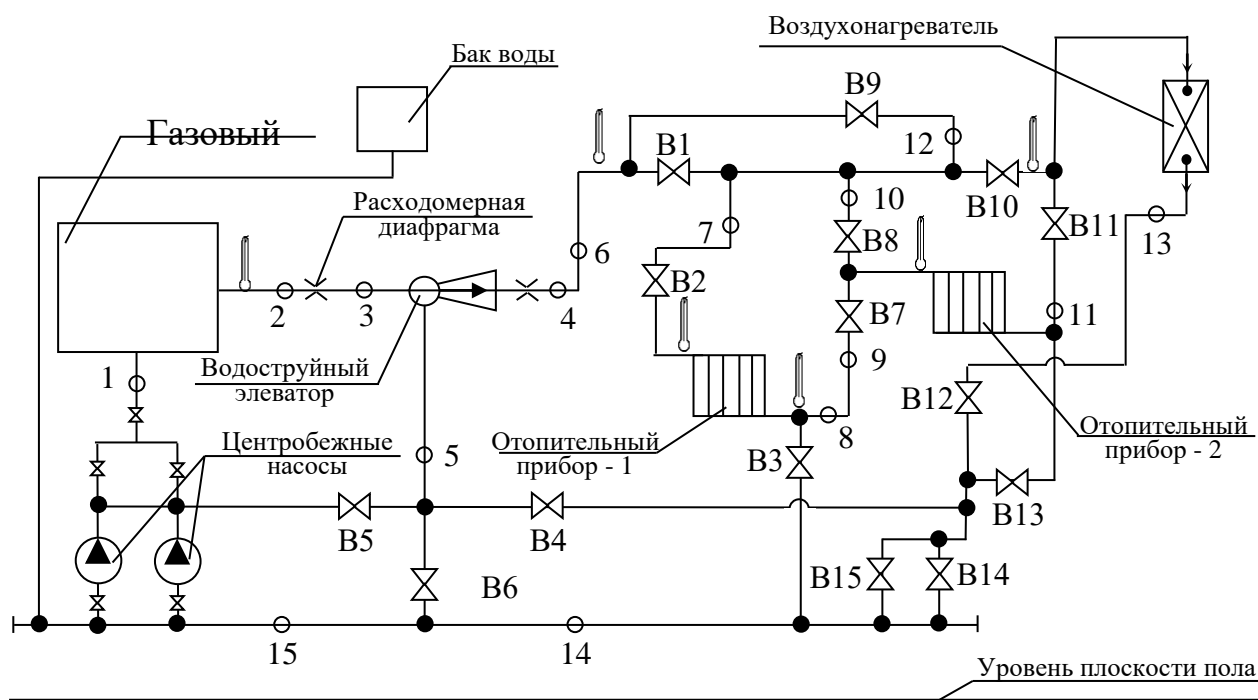 Воздухонагреватель
Бак воды
Газовый
В9
12
В1
Расходомерная
диафрагма
10
В10
7
В8
В11
13
6
В2
2
3
4
В7
11
Водоструйный
элеватор
1
9
В12
Центробежные
насосы
5
Отопительный
прибор - 1
8
В3
Отопительный
прибор - 2
В13
В5
В4
В6
В15
В14
15
14
Уровень плоскости пола